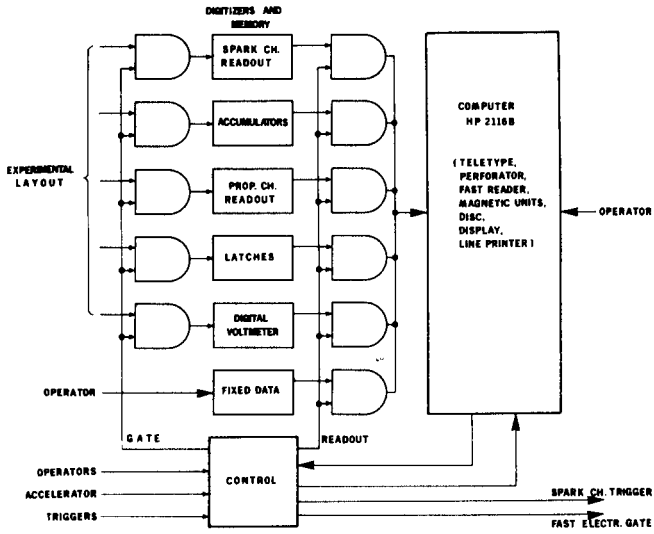 DIGITIZERS AND
MEMORY
SPARK CH.
READOUT
ACCUMULATORS
EXPERIMENTAL
LAYOUT
PROP. CH.
READOUT
LATCHES
DIGITAL
VOLTMETER
OPERATOR
FIXED DATA
COMPUTER
HP 2116B
(TELETYPE,
PERFORATOR,
FAST READER,
MAGNETIC UNITS,
DISC,
DISPLAY,
LINE PRINTER)
OPERATOR
GATE
READOUT
CONTROL
OPERATORS
ACCELERATOR
TRIGGERS
SPARK CH. TRIGGER
FAST ELECTR. GATE